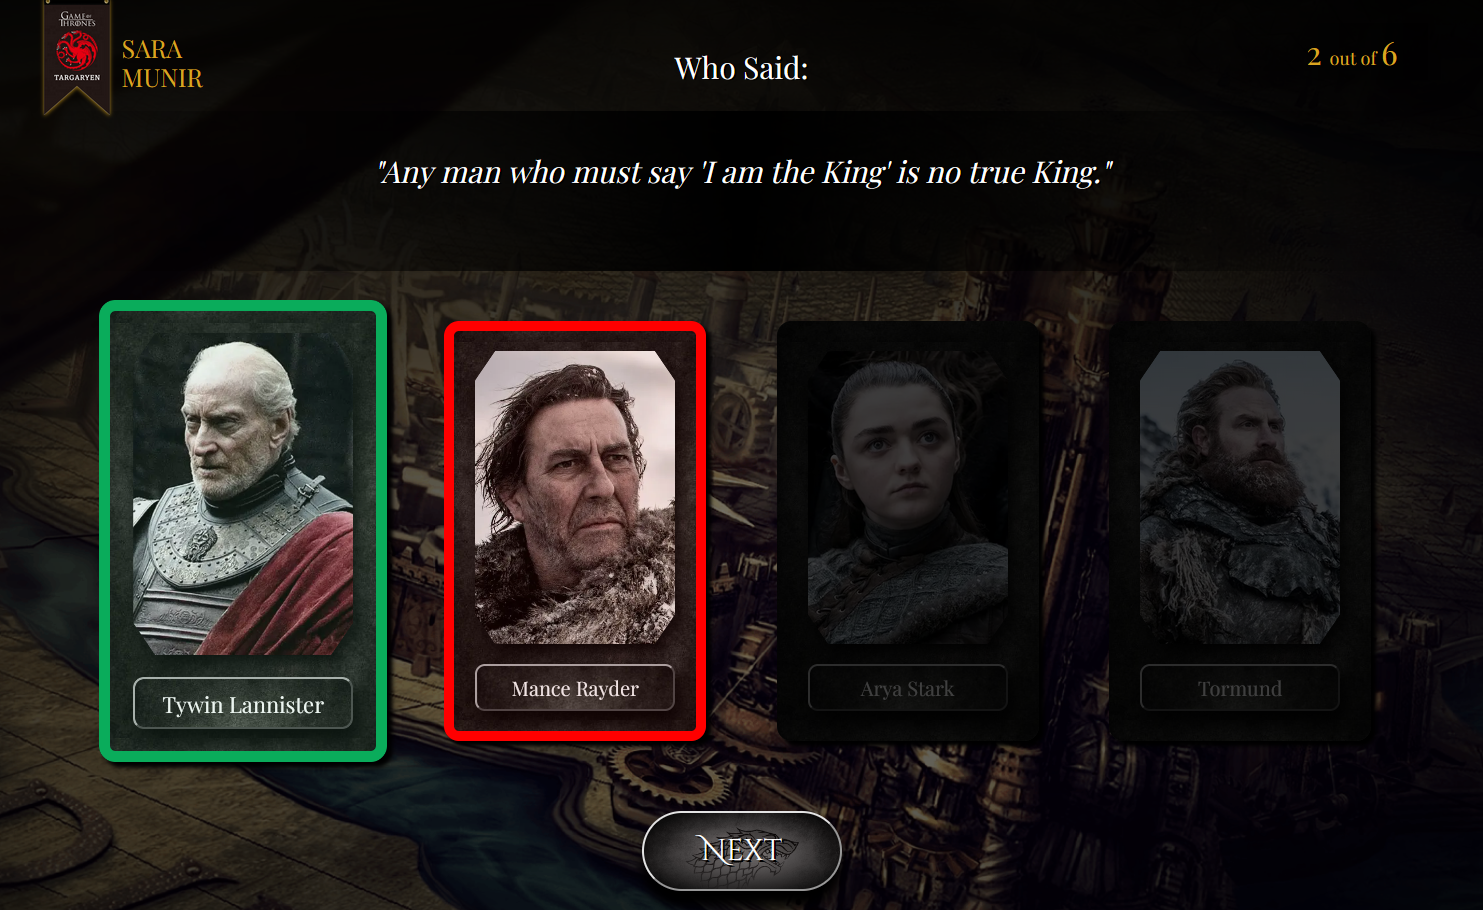 GAME OF
THRONES
TARGARYEN
SARA
MUNIR
Who Said:
2 out of 6
"Any man who must say 'I am the King' is no true King."
Tywin Lannister
Mance Rayder
Arya Stark
Tormund
NEXT